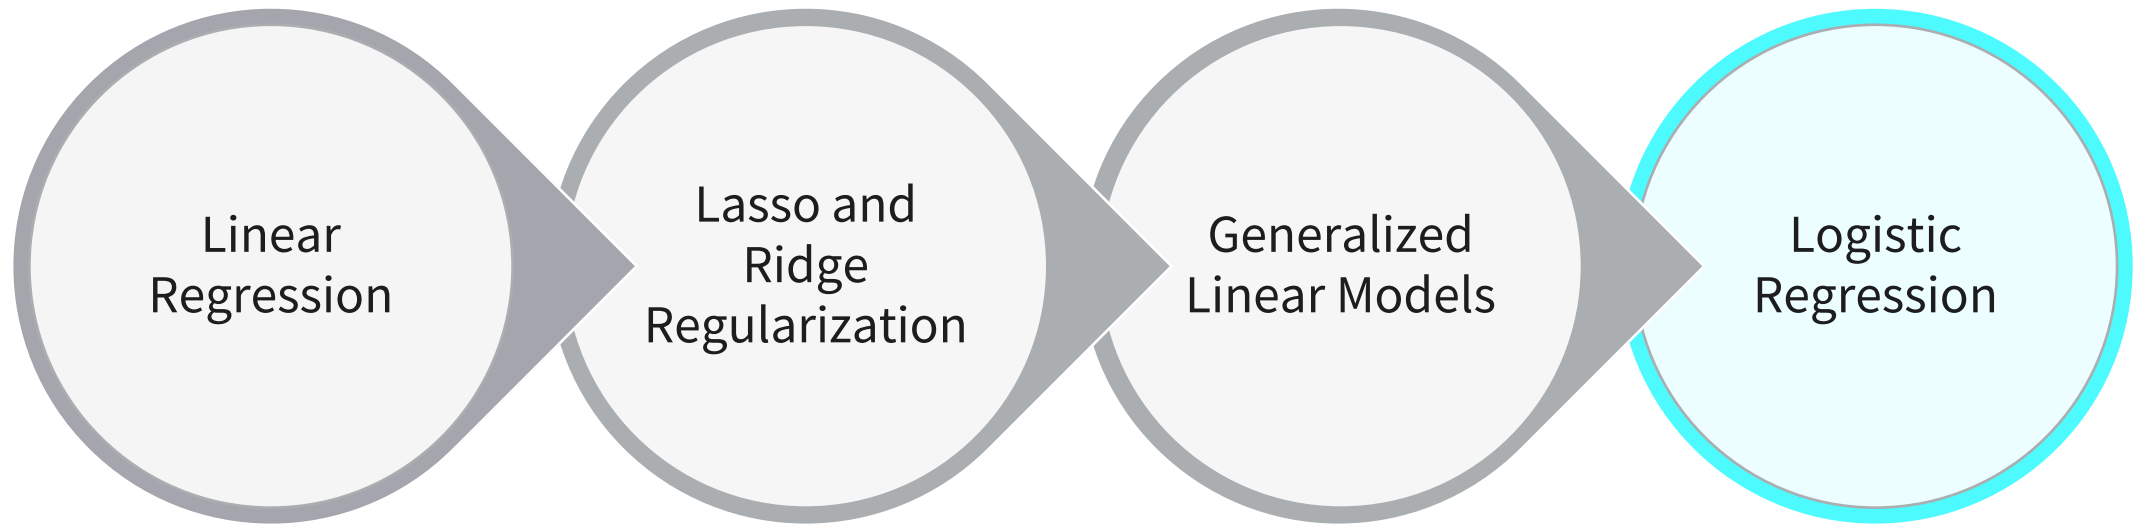 Linear
Regression
Lasso and
Ridge
Regularization
Generalized
Linear Models
Logistic
Regression